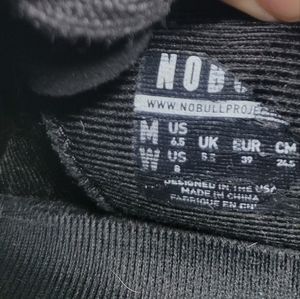 NOBU
WWW.NOBULLPROJE
M US UK EUR CM
6.5 5.5 39 24.5
W US
8
DESIGNED IN THE USA
MADE IN CHINA
FABRIQUE EN CH